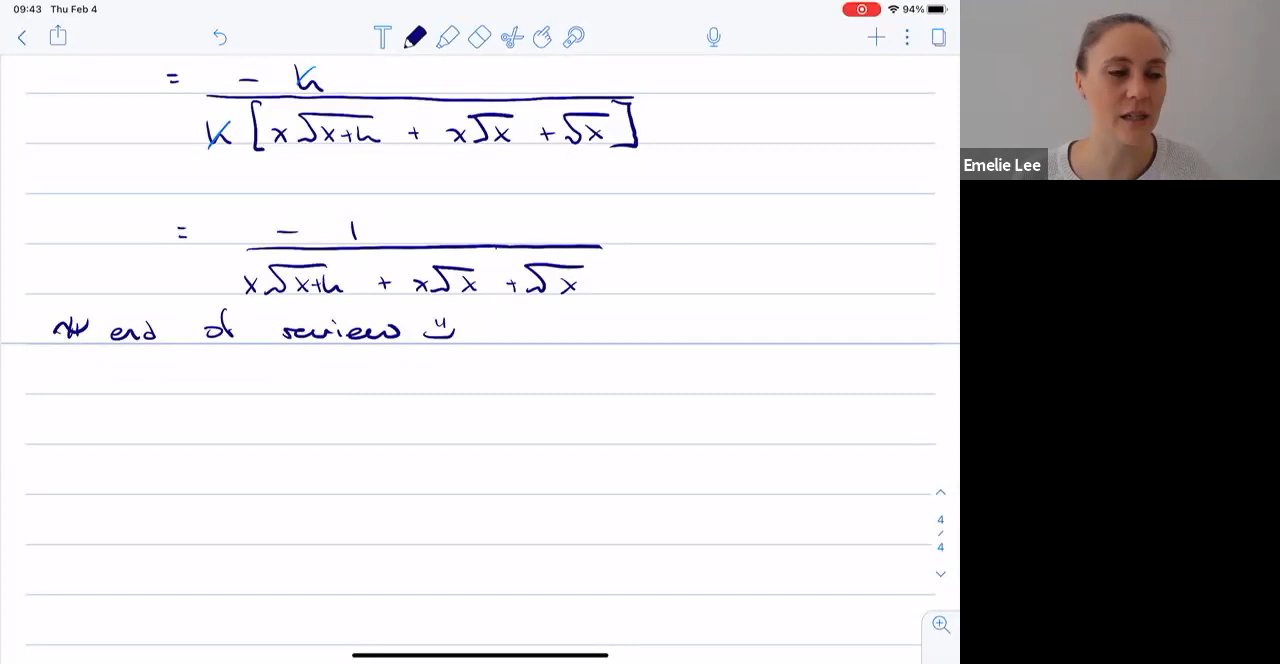 09:43 Thu Feb 4 94%
= - h
h [x√x+h + x√x + √x]
Emelie Lee
= - 1
x√x+h + x√x + √x
end of review
4
/
4